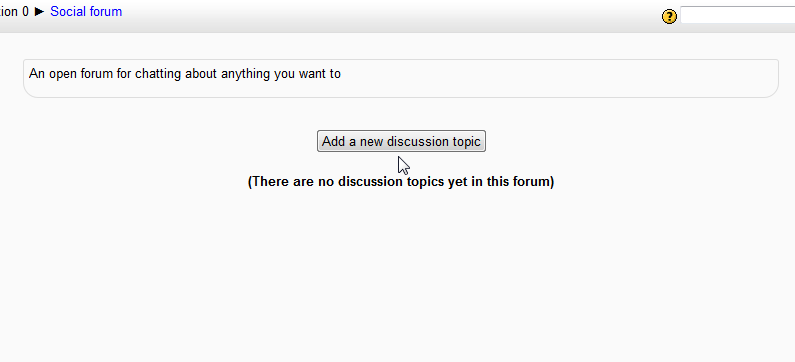 tion 0 ► Social forum
?
An open forum for chatting about anything you want to
Add a new discussion topic
(There are no discussion topics yet in this forum)